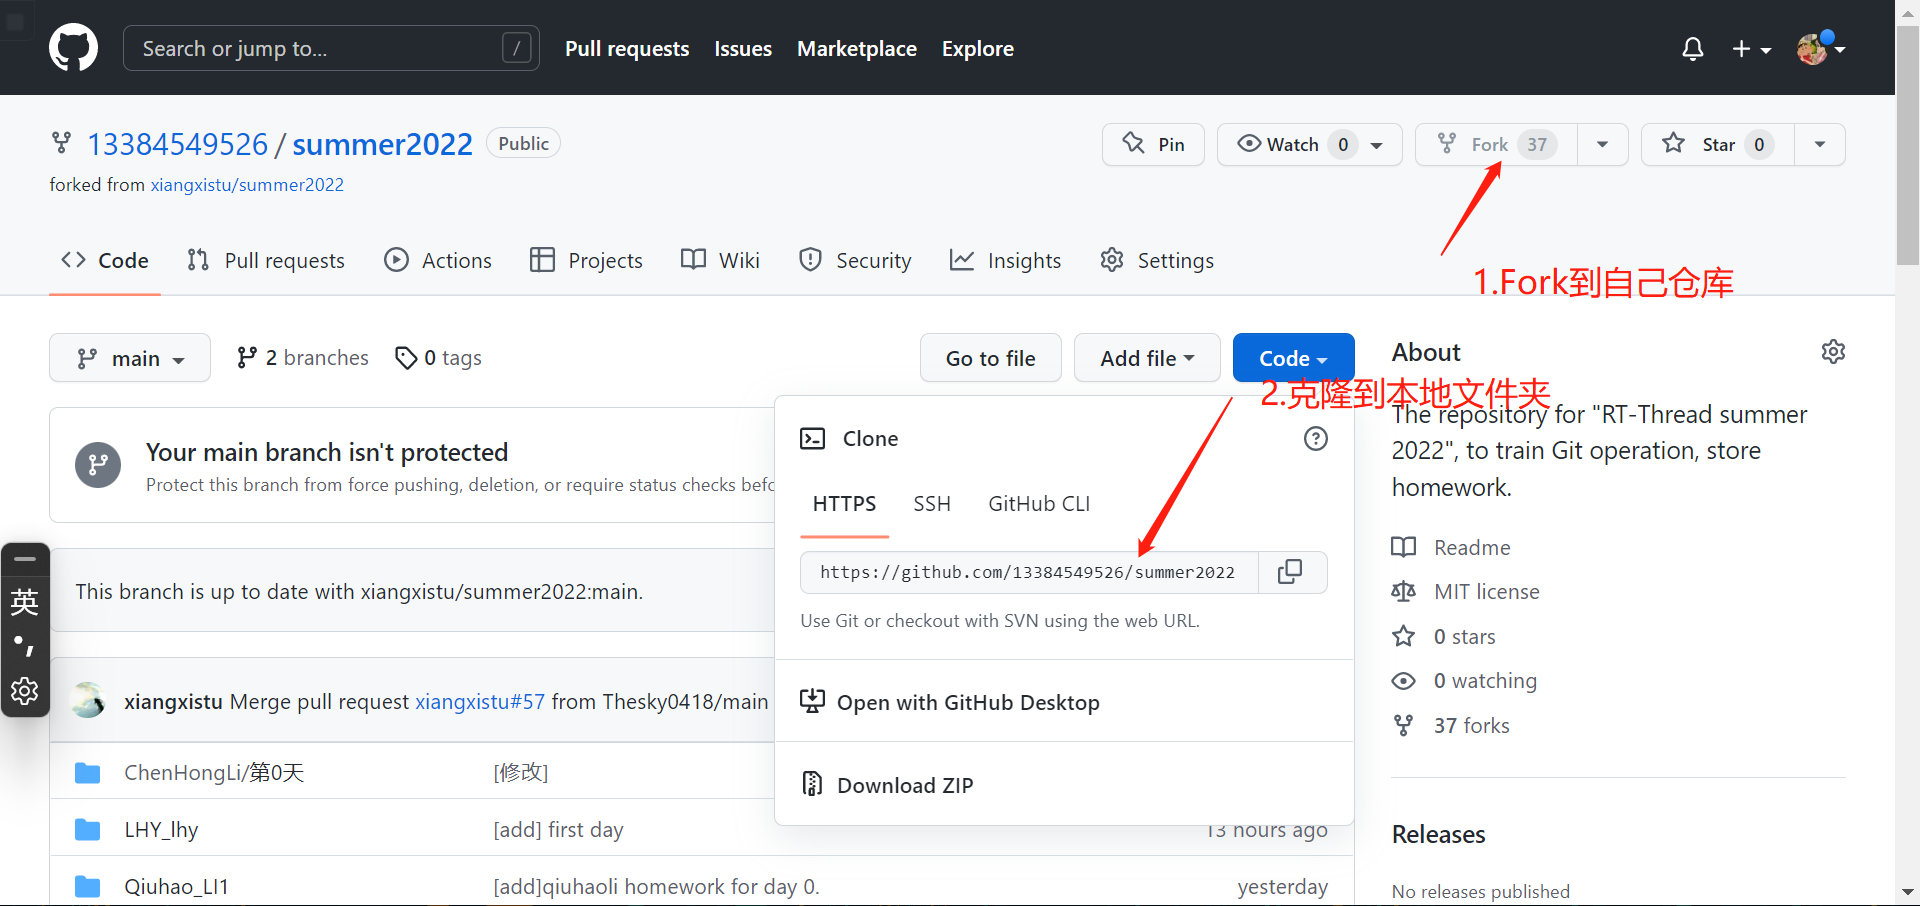 Search or jump to... /
Pull requests
Issues
Marketplace
Explore
13384549526 / summer2022 Public
forked from xiangxistu/summer2022
Pin
Watch 0
Fork 37
Star 0
1.Fork到自己仓库
Code
Pull requests
Actions
Projects
Wiki
Security
Insights
Settings
main
2 branches
0 tags
Go to file
Add file
Code
2.克隆到本地文件夹
Your main branch isn't protected
Protect this branch from force pushing, deletion, or require status checks befo
This branch is up to date with xiangxistu/summer2022:main.
xiangxistu Merge pull request xiangxistu#57 from Thesky0418/main
ChenHongLi/第0天 [修改]
LHY_lhy [add] first day 13 hours ago
Qiuhao_LI1 [add]qiuhaoli homework for day 0. yesterday
Clone
HTTPS SSH GitHub CLI
https://github.com/13384549526/summer2022
Use Git or checkout with SVN using the web URL.
Open with GitHub Desktop
Download ZIP
About
The repository for "RT-Thread summer
2022", to train Git operation, store
homework.
Readme
MIT license
0 stars
0 watching
37 forks
Releases
No releases published
英
•,